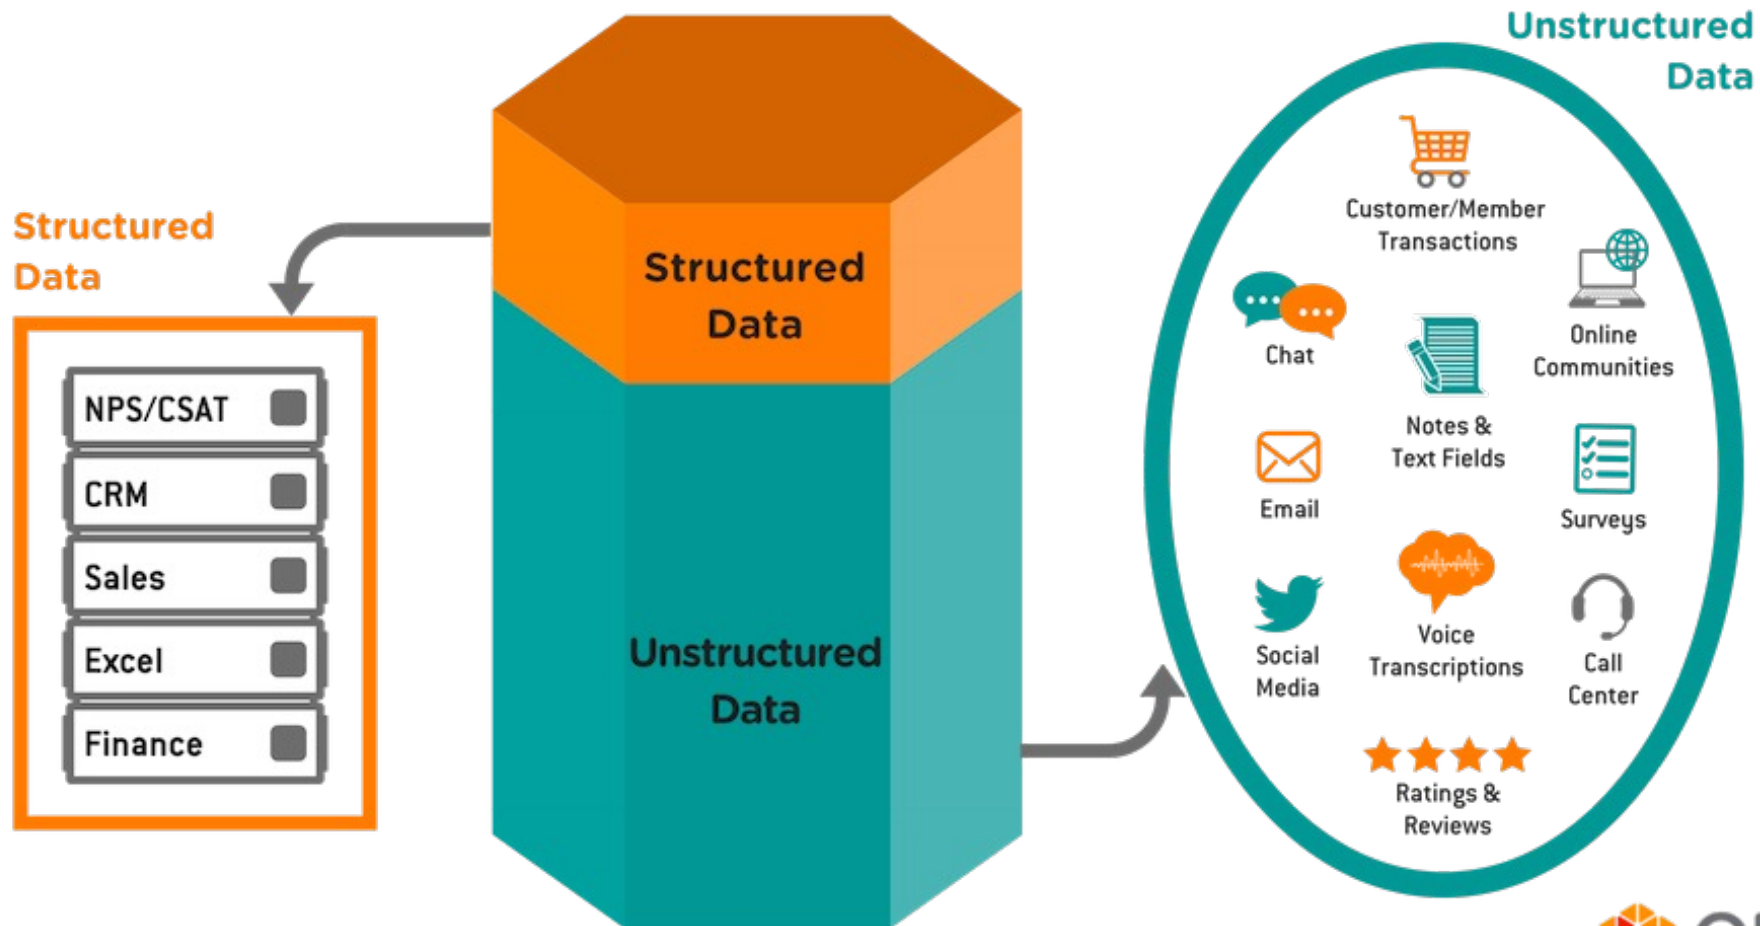 Structured
Data
NPS/CSAT
CRM
Sales
Excel
Finance
Structured
Data
Unstructured
Data
Unstructured
Data
Customer/Member
Transactions
Chat
Online
Communities
Notes &
Text Fields
Email
Surveys
Social
Media
Voice
Transcriptions
Call
Center
Ratings &
Reviews